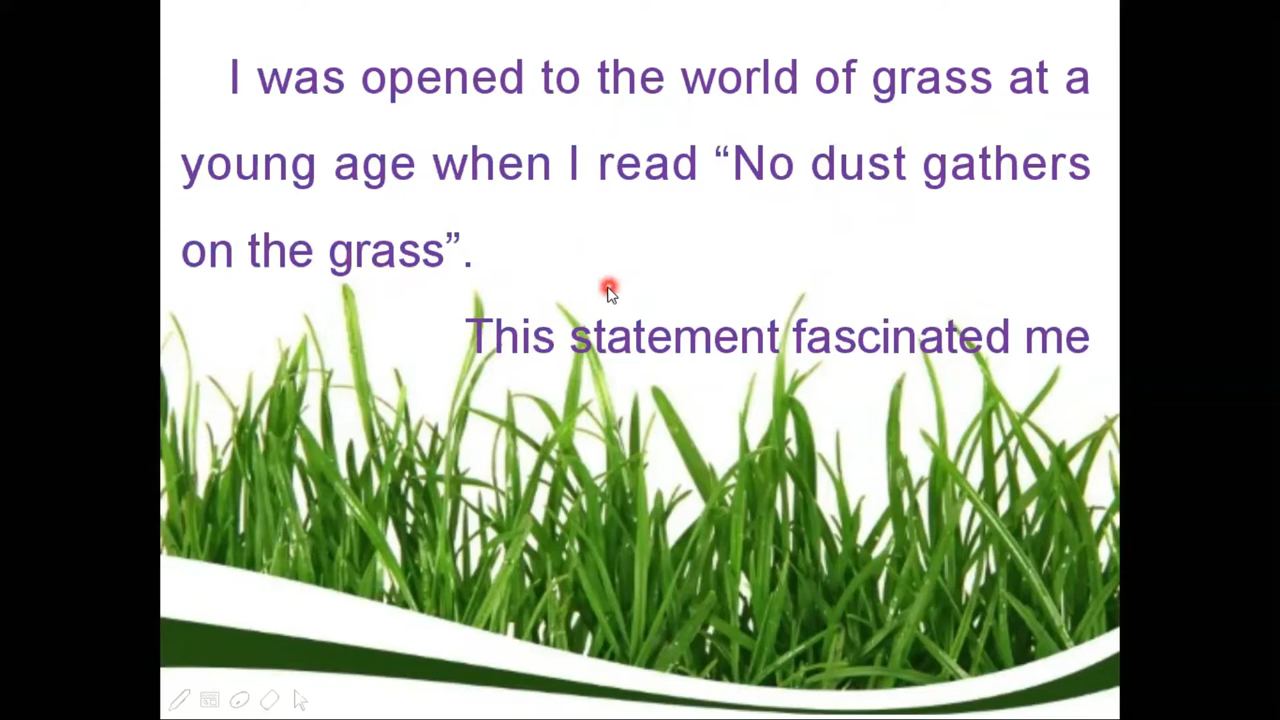 I was opened to the world of grass at a
young age when I read “No dust gathers
on the grass”.
This statement fascinated me